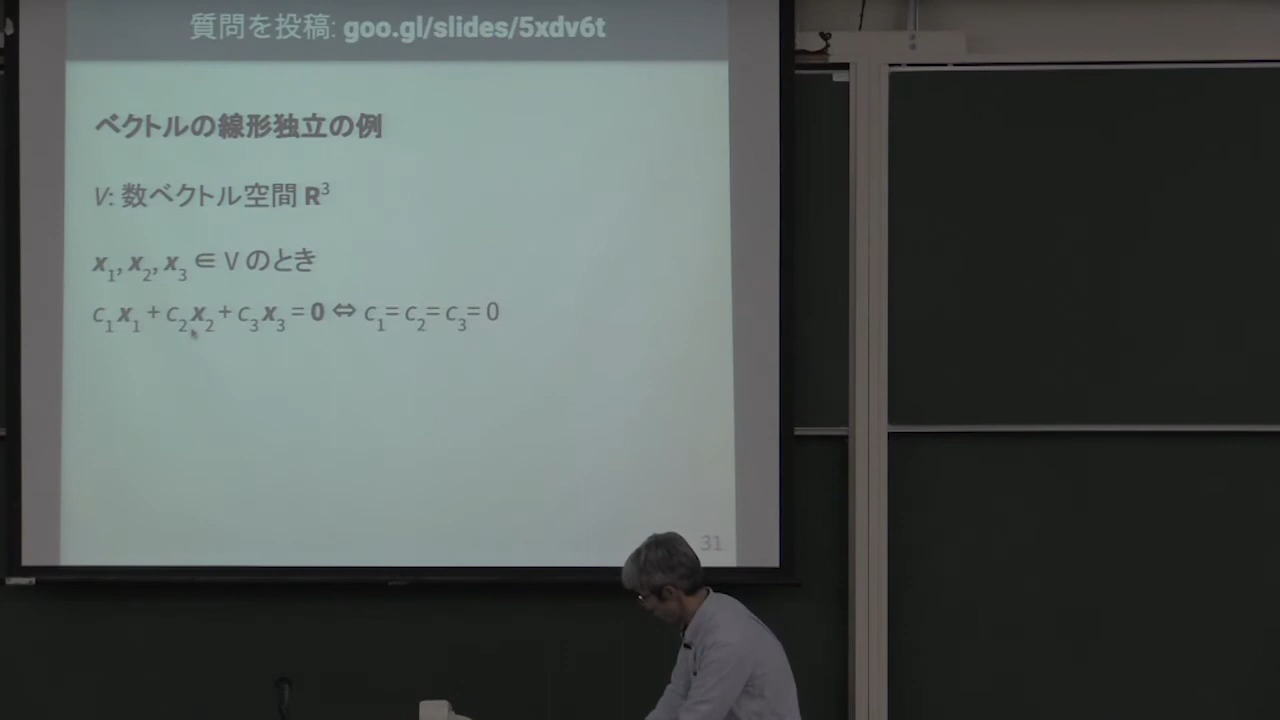 質問を投稿: goo.gl/slides/5xdv6t
ベクトルの線形独立の例
V: 数ベクトル空間 R³
x₁, x₂, x₃ ∈ V のとき
c₁x₁ + c₂x₂ + c₃x₃ = 0 ⇔ c₁= c₂= c₃= 0
31